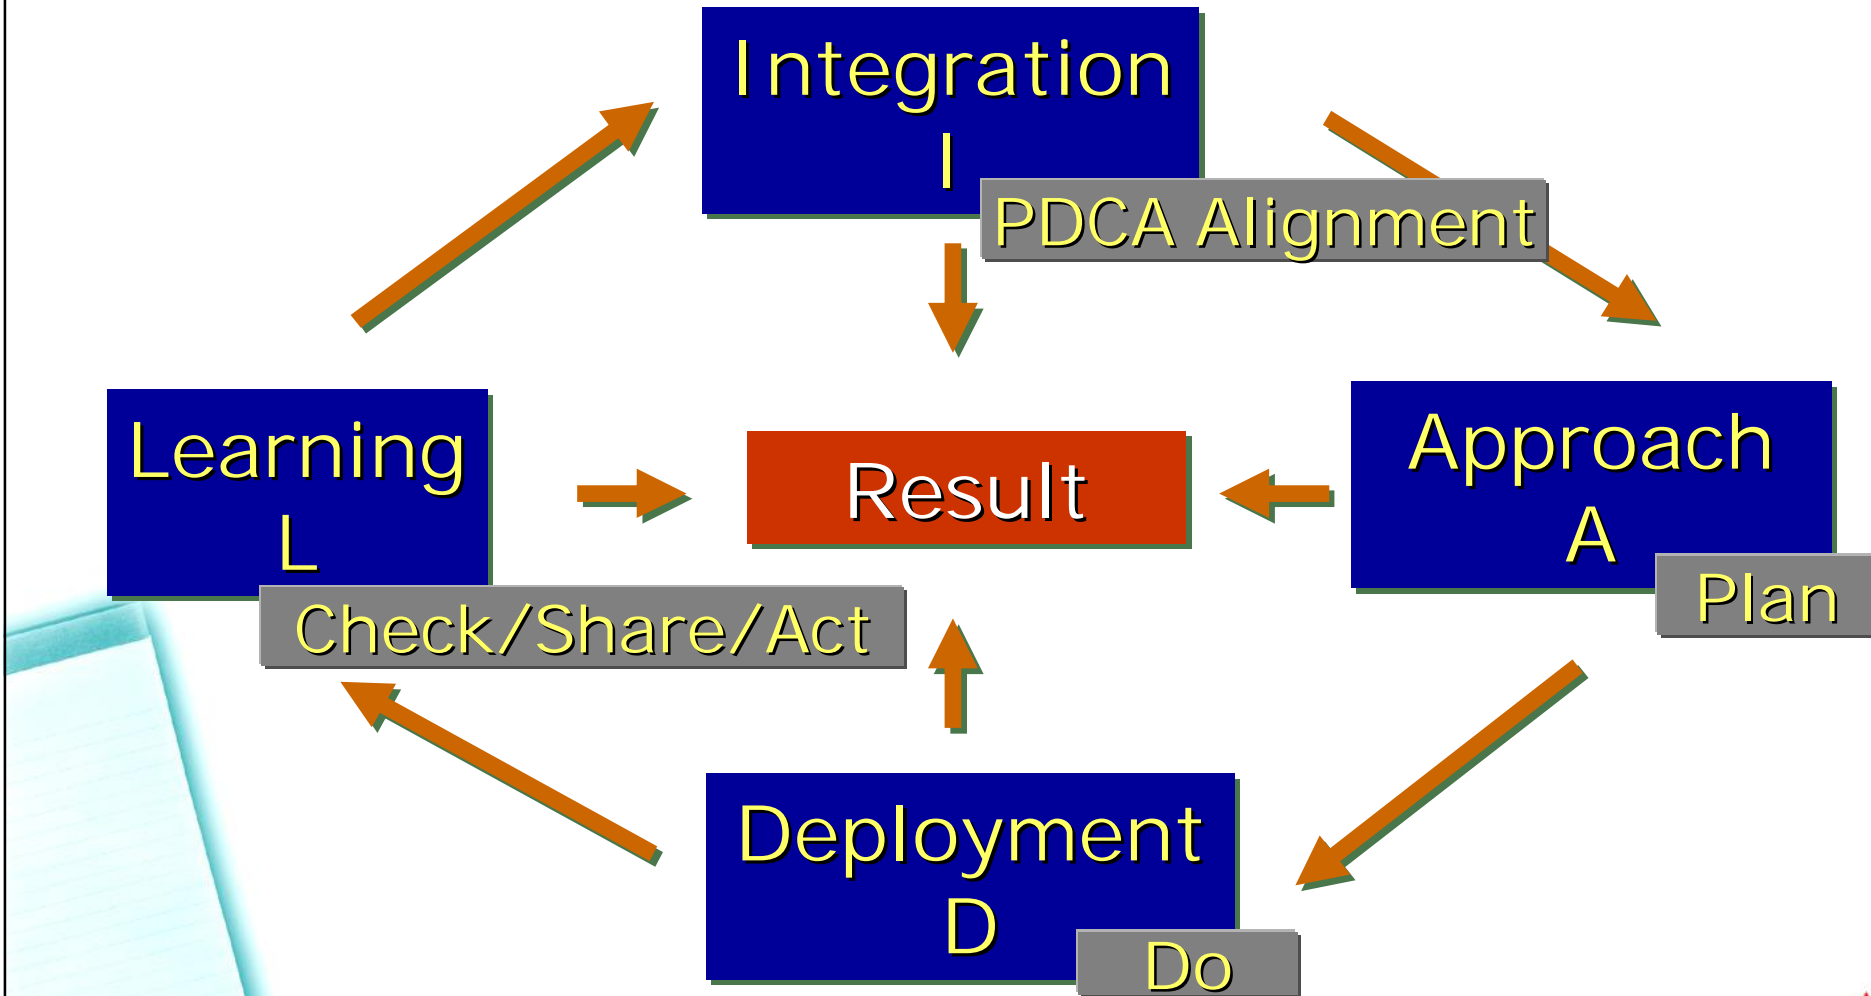 Integration
I
PDCA Alignment
Learning
L
Check/Share/Act
Result
Approach
A
Plan
Deployment
D
Do